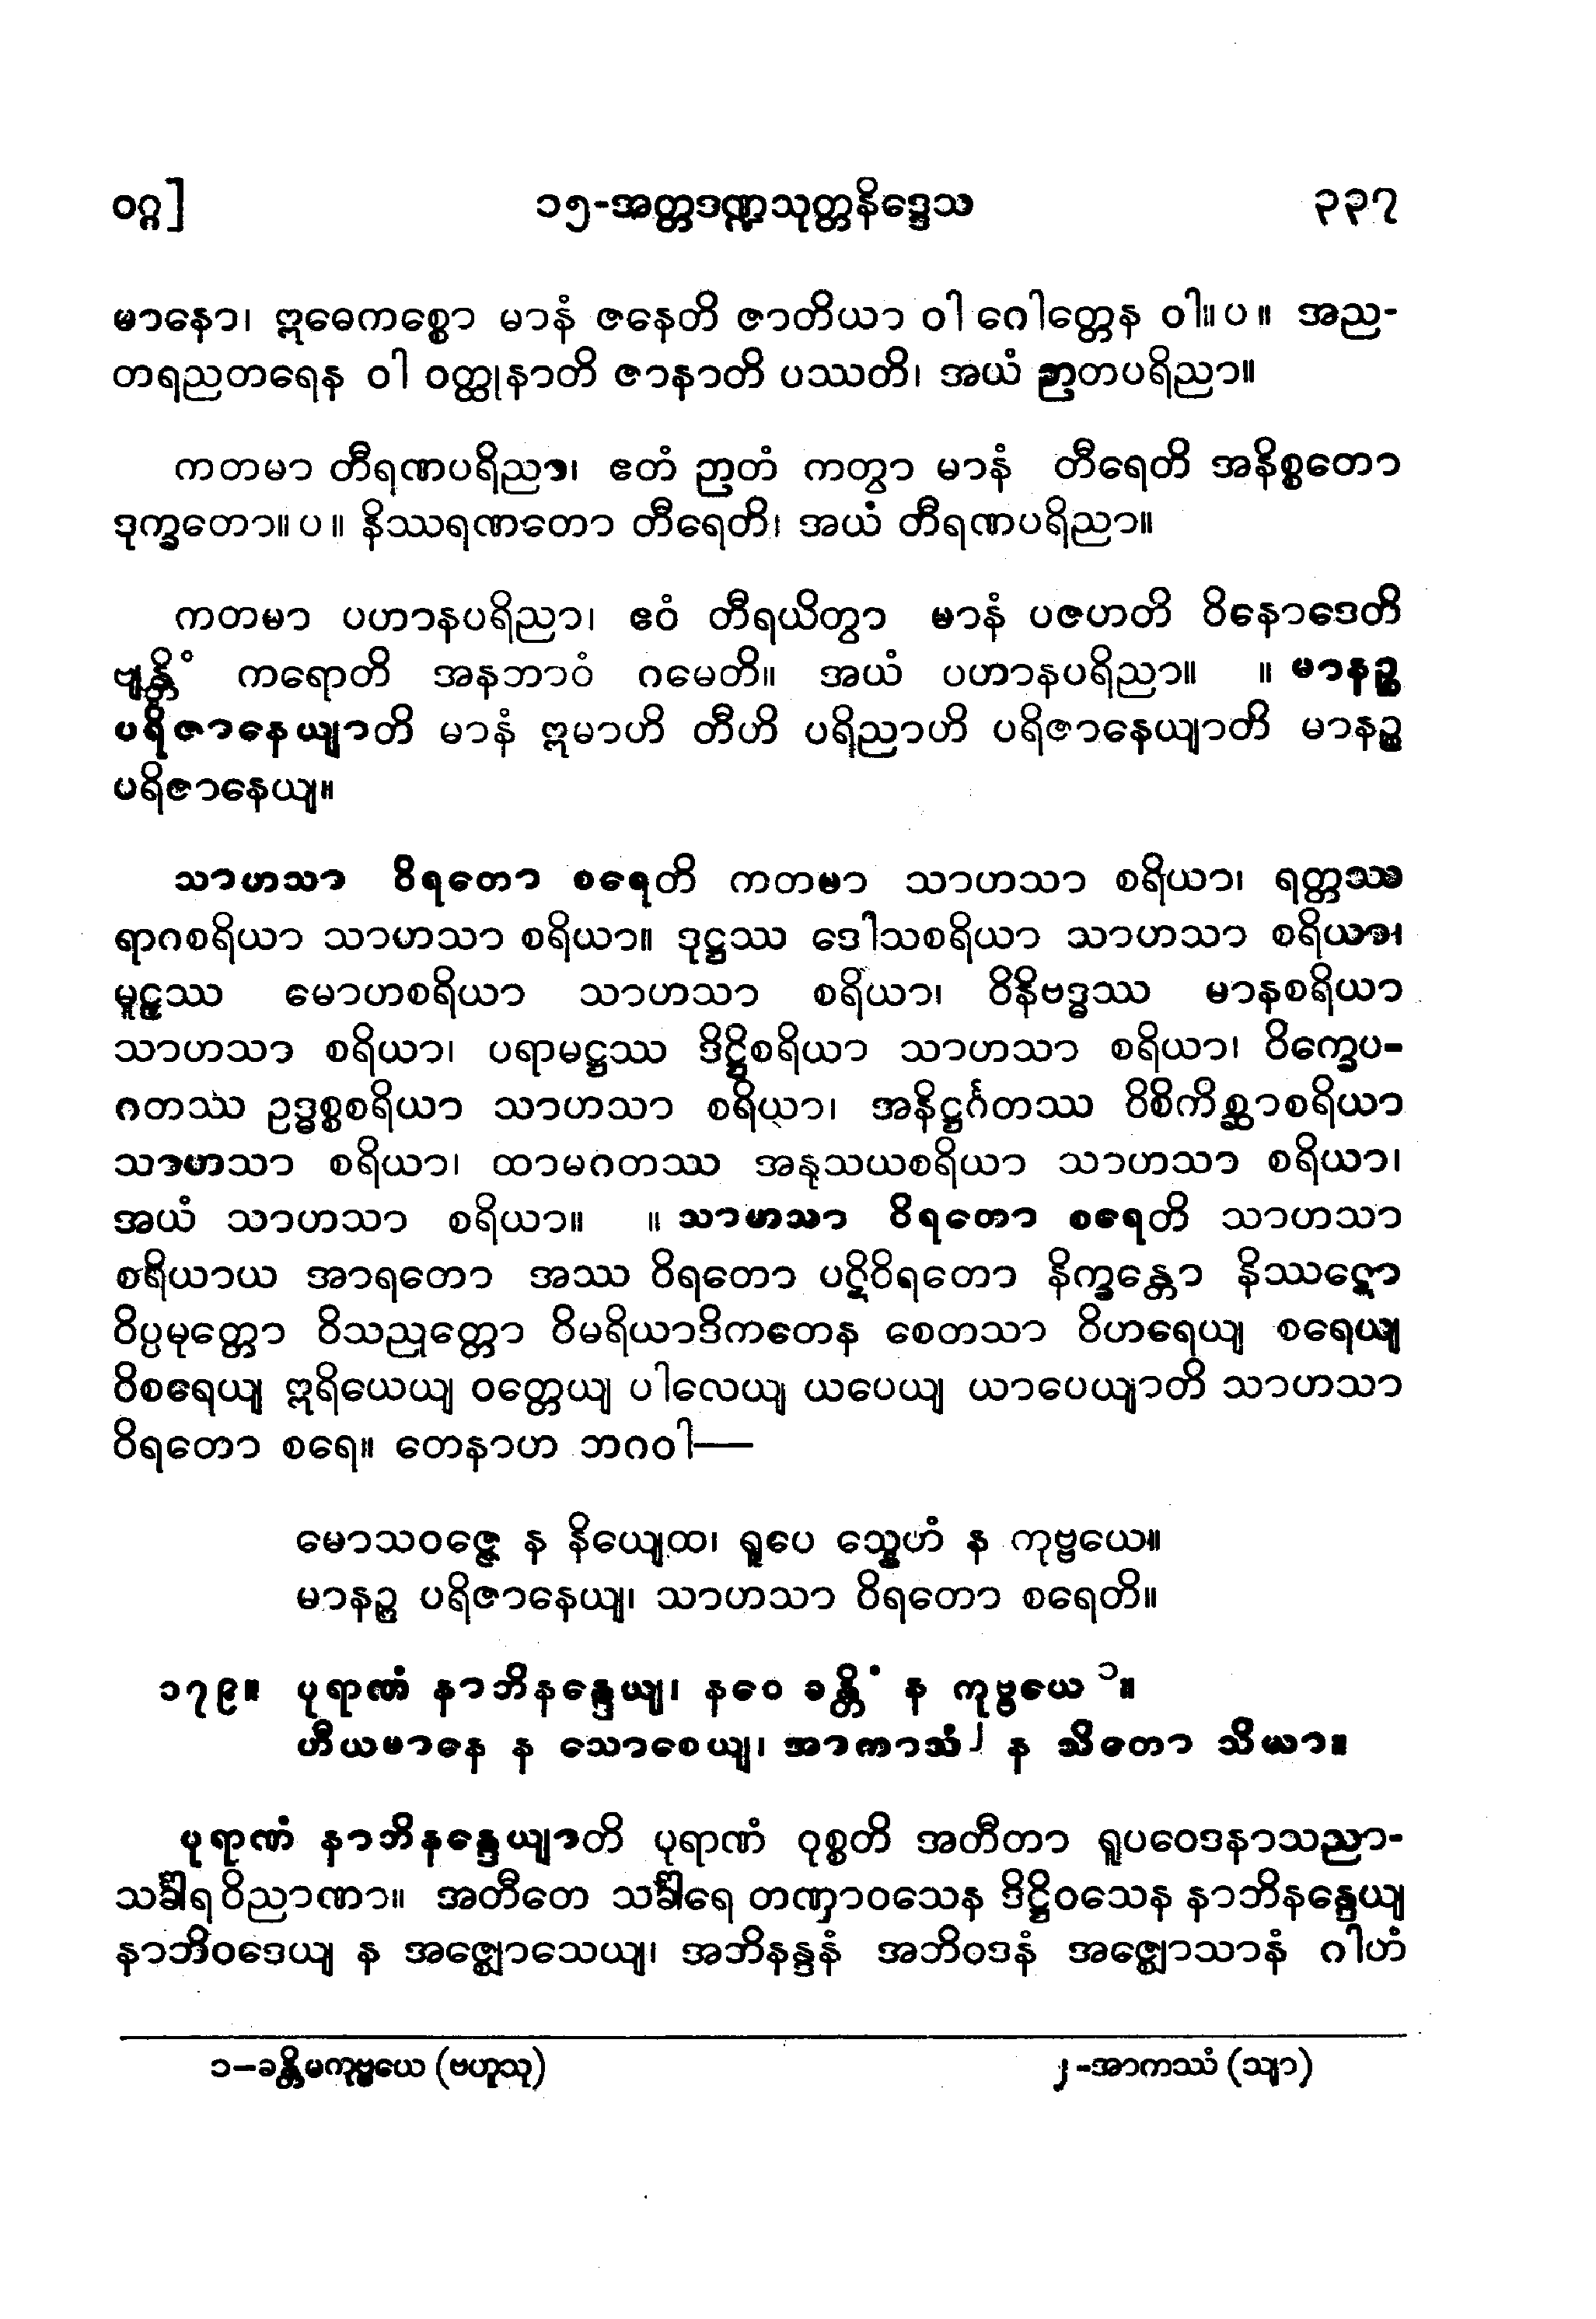 ဝဂ္ဂ]	၁၅-အတ္တဒဏ္ဍသုတ္တနိဒ္ဒေသ	၃၃၇
မာနော၊ ဣဓေကစ္စော မာနံ ဇနေတိ ဇာတိယာ ဝါ ဂေါတ္တေန ဝါ။ပ။ အည-
တရညတရေန ဝါ ဝတ္ထုနာတိ ဇာနာတိ ပဿတိ၊ အယံ ဉာတပရိညာ။
ကတမာ တီရဏပရိညာ၊ ဧတံ ဉာတံ ကတွာ မာနံ တီရေတိ အနိစ္စတော
ဒုက္ခတော။ပ။ နိဿရဏတော တီရေတိ၊ အယံ တီရဏပရိညာ။
ကတမာ ပဟာနပရိညာ၊ ဧဝံ တီရယိတွာ မာနံ ပဇဟတိ ဝိနောဒေတိ
ဗျန္တိံ ကရောတိ အနဘာဝံ ဂမေတိ။ အယံ ပဟာနပရိညာ။ ။ မာနဉ္စ
ပရိဇာနေယျာတိ မာနံ ဣမာဟိ တီဟိ ပရိညာဟိ ပရိဇာနေယျာတိ မာနဉ္စ
ပရိဇာနေယျ။
သာဟသာ ဝိရတော စရေတိ ကတမာ သာဟသာ စရိယာ၊ ရတ္တဿ
ရာဂစရိယာ သာဟသာ စရိယာ။ ဒုဋ္ဌဿ ဒေါသစရိယာ သာဟသာ စရိယာ၊
မူဠှဿ မောဟစရိယာ သာဟသာ စရိယာ၊ ဝိနိဗဒ္ဓဿ မာနစရိယာ
သာဟသာ စရိယာ၊ ပရာမဋ္ဌဿ ဒိဋ္ဌိစရိယာ သာဟသာ စရိယာ၊ ဝိက္ခေပ-
ဂတဿ ဥဒ္ဓစ္စစရိယာ သာဟသာ စရိယာ၊ အနိဋ္ဌင်္ဂတဿ ဝိစိကိစ္ဆာစရိယာ
သာဟသာ စရိယာ၊ ထာမဂတဿ အနုသယစရိယာ သာဟသာ စရိယာ၊
အယံ သာဟသာ စရိယာ။ ။ သာဟသာ ဝိရတော စရေတိ သာဟသာ
စရိယာယ အာရတော အဿ ဝိရတော ပဋိဝိရတော နိက္ခန္တော နိဿဋ္ဌော
ဝိပ္ပမုတ္တော ဝိသညုတ္တော ဝိမရိယာဒိကတေန စေတသာ ဝိဟရေယျ စရေယျ
ဝိစရေယျ ဣရိယေယျ ဝတ္တေယျ ပါလေယျ ယပေယျ ယာပေယျာတိ သာဟသာ
ဝိရတော စရေ။ တေနာဟ ဘဂဝါ—
မောသဝဇ္ဇေ န နိယျေထ၊ ရူပေ သ္နေဟံ န ကုဗ္ဗယေ။
မာနဉ္စ ပရိဇာနေယျ၊ သာဟသာ ဝိရတော စရေတိ။
၁၇၉။ ပုရာဏံ နာဘိနန္ဒေယျ၊ နဝေ ခန္တိံ န ကုဗ္ဗယေ ၁။
ဟီယမာနေ န သောစေယျ၊ အာကာသံ၂ န သိတော သိယာ။
ပုရာဏံ နာဘိနန္ဒေယျာတိ ပုရာဏံ ဝုစ္စတိ အတီတာ ရူပဝေဒနာသညာ-
သင်္ခါရဝိညာဏာ။ အတီတေ သင်္ခါရေ တဏှာဝသေန ဒိဋ္ဌိဝသေန နာဘိနန္ဒေယျ
နာဘိဝဒေယျ န အဇ္ဈောသေယျ၊ အဘိနန္ဒနံ အဘိဝဒနံ အဇ္ဈောသာနံ ဂါဟံ
၁-ခန္တိမကုဗ္ဗယေ (ဗဟူသု)	၂-အာကဿံ (သျာ)